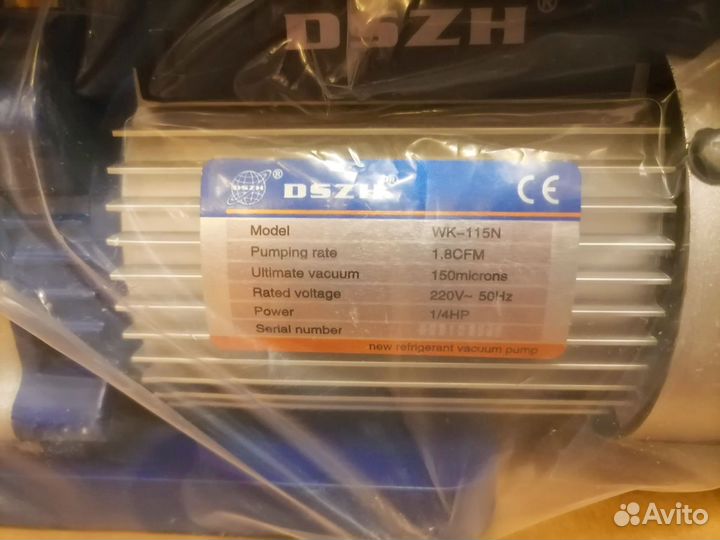 DSZH®
DSZH ® DSZH® CE
Model WK-115N
Pumping rate 1.8CFM
Ultimate vacuum 150microns
Rated voltage 220V~ 50Hz
Power 1/4HP
Serial number
new refrigerant vacuum pump
Avito